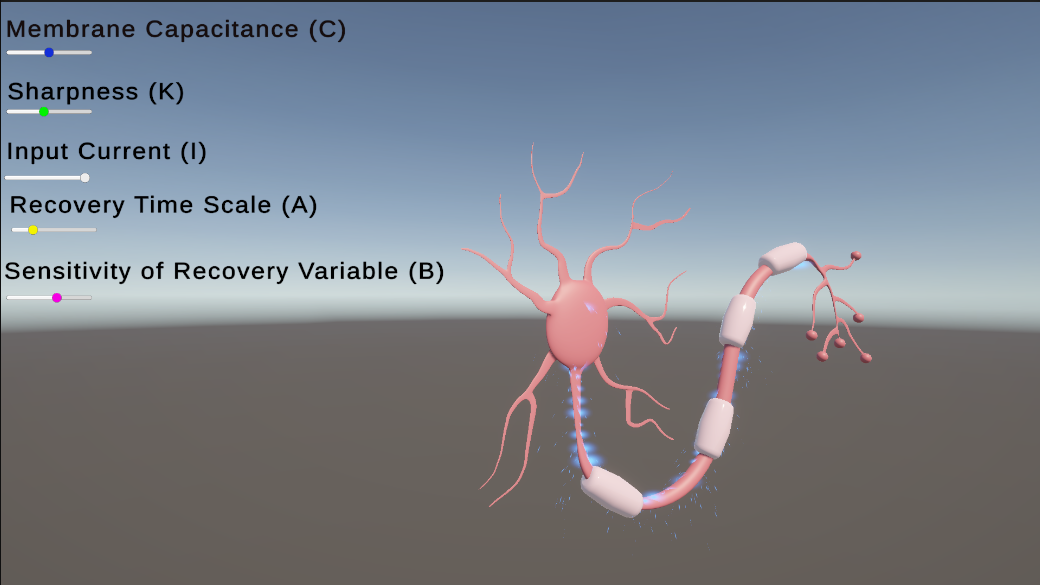 Membrane Capacitance (C)
Sharpness (K)
Input Current (I)
Recovery Time Scale (A)
Sensitivity of Recovery Variable (B)